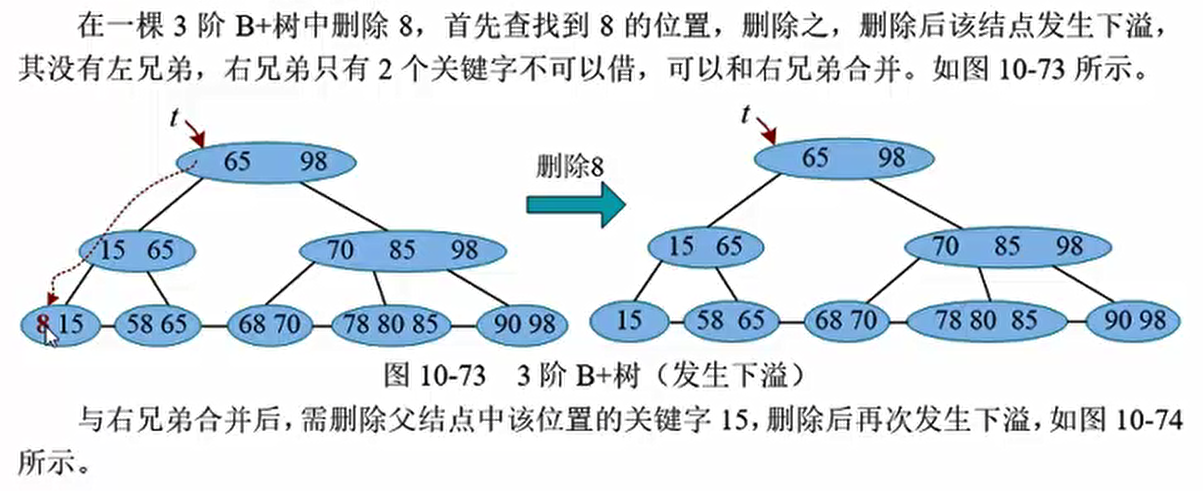 在一棵 3 阶 B+树中删除 8，首先查找到 8 的位置，删除之，删除后该结点发生下溢，
其没有左兄弟，右兄弟只有 2 个关键字不可以借，可以和右兄弟合并。如图 10-73 所示。
t
65 98
15 65
70 85 98
8 15
58 65
68 70
78 80 85
90 98
删除8
t
65 98
15 65
70 85 98
15
58 65
68 70
78 80 85
90 98
图 10-73 3 阶 B+树（发生下溢）
与右兄弟合并后，需删除父结点中该位置的关键字 15，删除后再次发生下溢，如图 10-74
所示。